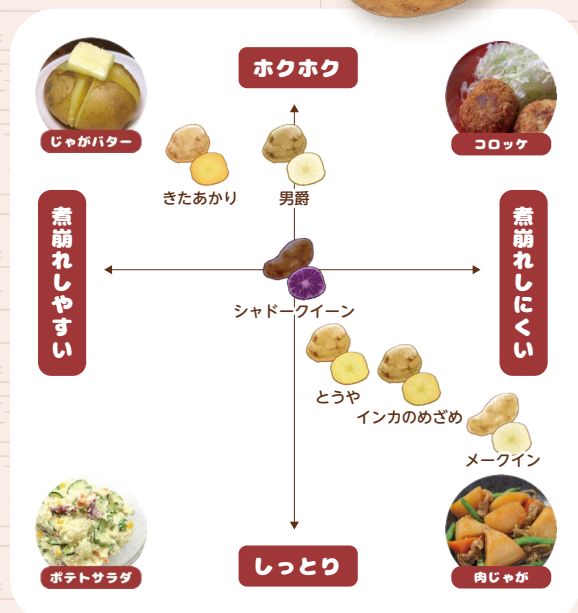 ホクホク
じゃがバター
コロッケ
きたあかり
男爵
煮崩れしやすい
煮崩れしにくい
シャドークイーン
とうや
インカのめざめ
メークイン
ポテトサラダ
しっとり
肉じゃが